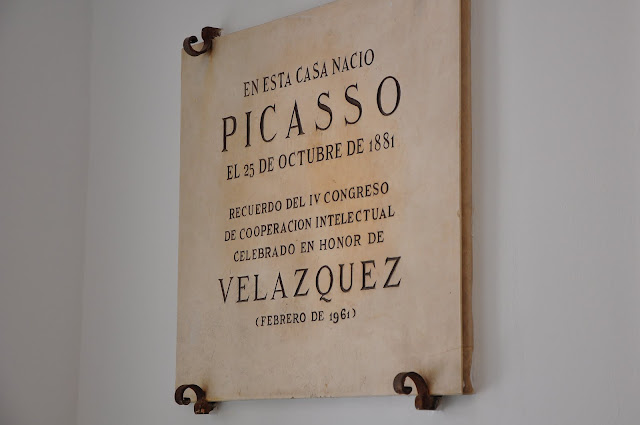 EN ESTA CASA NACIO
PICASSO
EL 25 DE OCTUBRE DE 1881
RECUERDO DEL IV CONGRESO
DE COOPERACION INTELECTUAL
CELEBRADO EN HONOR DE
VELAZQUEZ
(FEBRERO DE 1961)